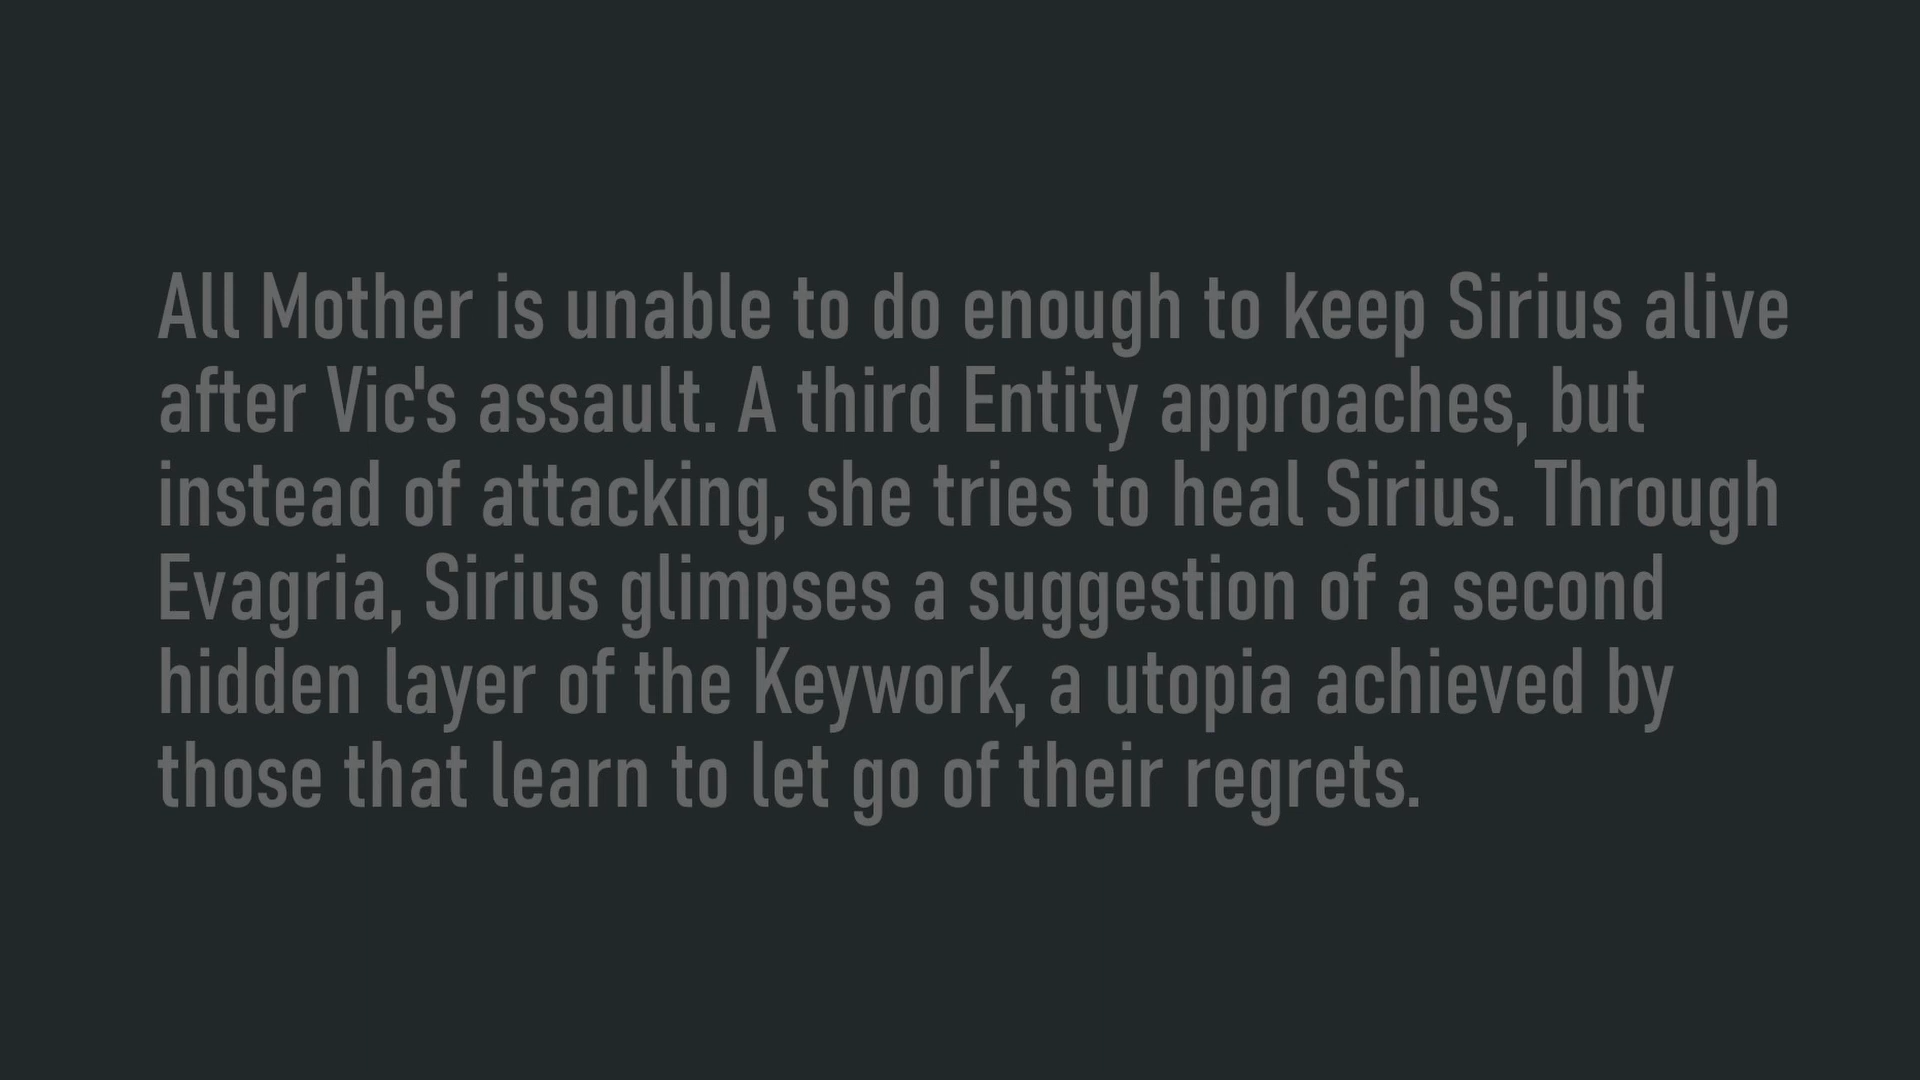 All Mother is unable to do enough to keep Sirius alive
after Vic's assault. A third Entity approaches, but
instead of attacking, she tries to heal Sirius. Through
Evagria, Sirius glimpses a suggestion of a second
hidden layer of the Keywork, a utopia achieved by
those that learn to let go of their regrets.